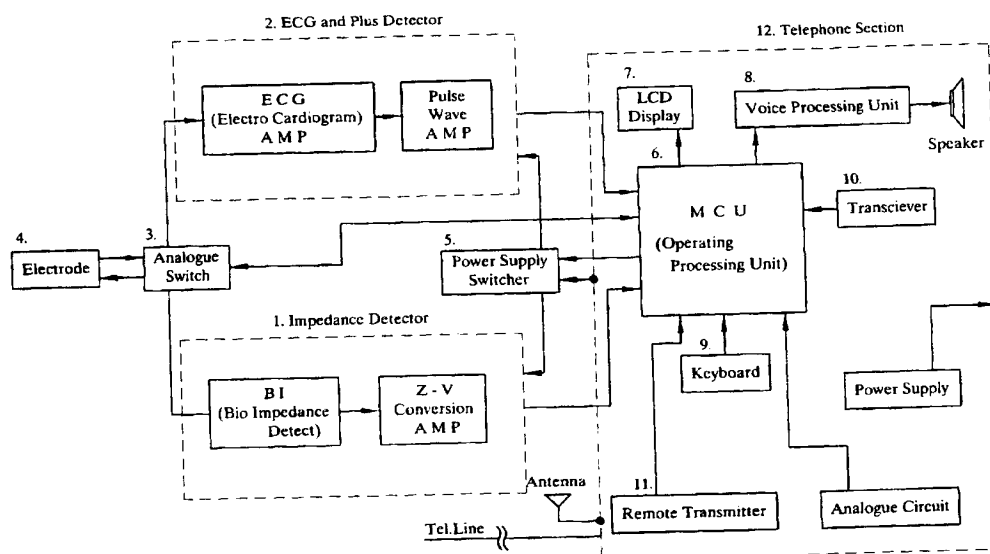 2. ECG and Plus Detector
12. Telephone Section
E C G
(Electro Cardiogram)
A M P
Pulse
Wave
A M P
7.
LCD
Display
8.
Voice Processing Unit
Speaker
6.
M C U
(Operating
Processing Unit)
10.
Transciever
4.
Electrode
3.
Analogue
Switch
5.
Power Supply
Switcher
1. Impedance Detector
B I
(Bio Impedance
Detect)
Z - V
Conversion
A M P
9.
Keyboard
Power Supply
Antenna
11.
Remote Transmitter
Analogue Circuit
Tel.Line